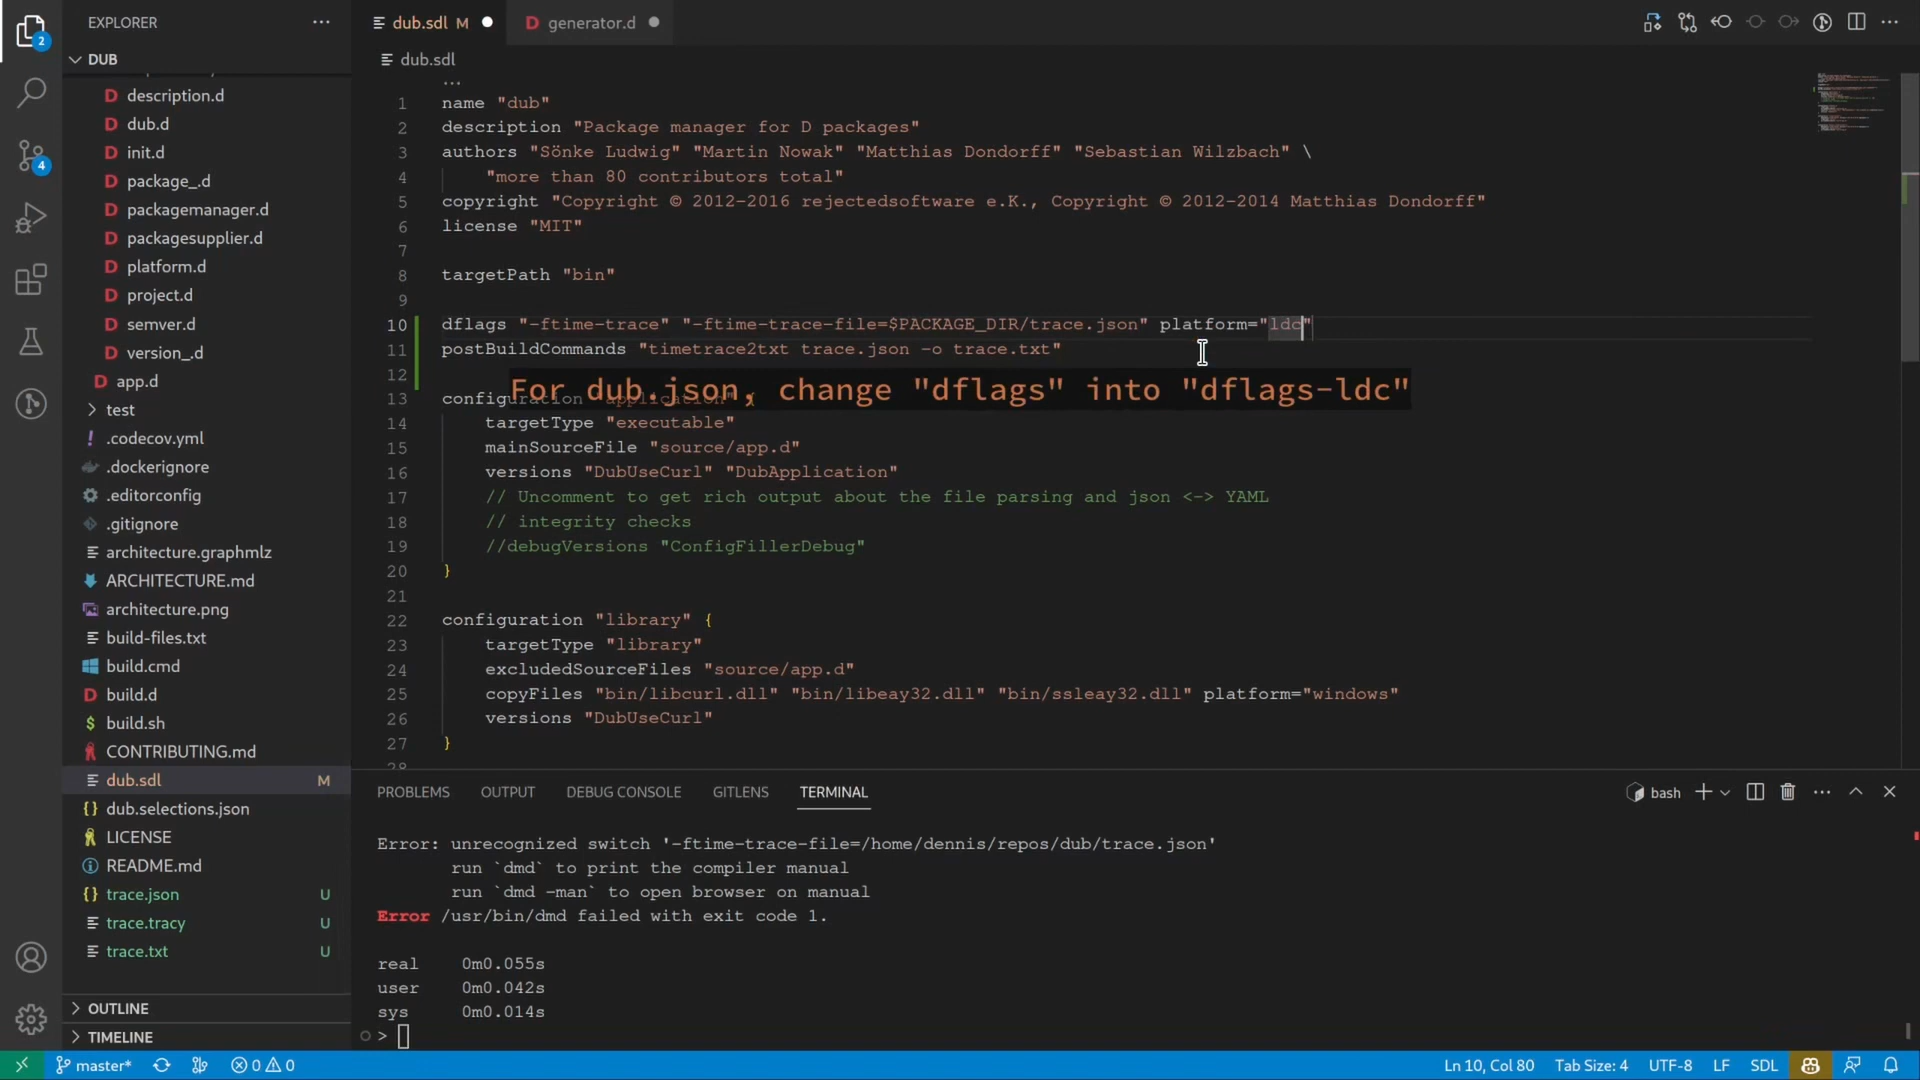 EXPLORER
DUB
description.d
dub.d
init.d
package_.d
packagemanager.d
packagesupplier.d
platform.d
project.d
semver.d
version_.d
app.d
test
.codecov.yml
.dockerignore
.editorconfig
.gitignore
architecture.graphmlz
ARCHITECTURE.md
architecture.png
build-files.txt
build.cmd
build.d
build.sh
CONTRIBUTING.md
dub.sdl M
dub.selections.json
LICENSE
README.md
trace.json U
trace.tracy U
trace.txt U
OUTLINE
TIMELINE
2
4
dub.sdl M
generator.d
dub.sdl
...
1 name "dub"
2 description "Package manager for D packages"
3 authors "Sönke Ludwig" "Martin Nowak" "Matthias Dondorff" "Sebastian Wilzbach" \
4 "more than 80 contributors total"
5 copyright "Copyright © 2012-2016 rejectedsoftware e.K., Copyright © 2012-2014 Matthias Dondorff"
6 license "MIT"
7
8 targetPath "bin"
9
10 dflags "-ftime-trace" "-ftime-trace-file=$PACKAGE_DIR/trace.json" platform="ldc"
11 postBuildCommands "timetrace2txt trace.json -o trace.txt"
12
For dub.json, change "dflags" into "dflags-ldc"
13 configuration "application" {
14 targetType "executable"
15 mainSourceFile "source/app.d"
16 versions "DubUseCurl" "DubApplication"
17 // Uncomment to get rich output about the file parsing and json <-> YAML
18 // integrity checks
19 //debugVersions "ConfigFillerDebug"
20 }
21
22 configuration "library" {
23 targetType "library"
24 excludedSourceFiles "source/app.d"
25 copyFiles "bin/libcurl.dll" "bin/libeay32.dll" "bin/ssleay32.dll" platform="windows"
26 versions "DubUseCurl"
27 }
28
PROBLEMS OUTPUT DEBUG CONSOLE GITLENS TERMINAL
bash
Error: unrecognized switch '-ftime-trace-file=/home/dennis/repos/dub/trace.json'
run `dmd` to print the compiler manual
run `dmd -man` to open browser on manual
Error /usr/bin/dmd failed with exit code 1.
real 0m0.055s
user 0m0.042s
sys 0m0.014s
>
master* 0 0 Ln 10, Col 80 Tab Size: 4 UTF-8 LF SDL